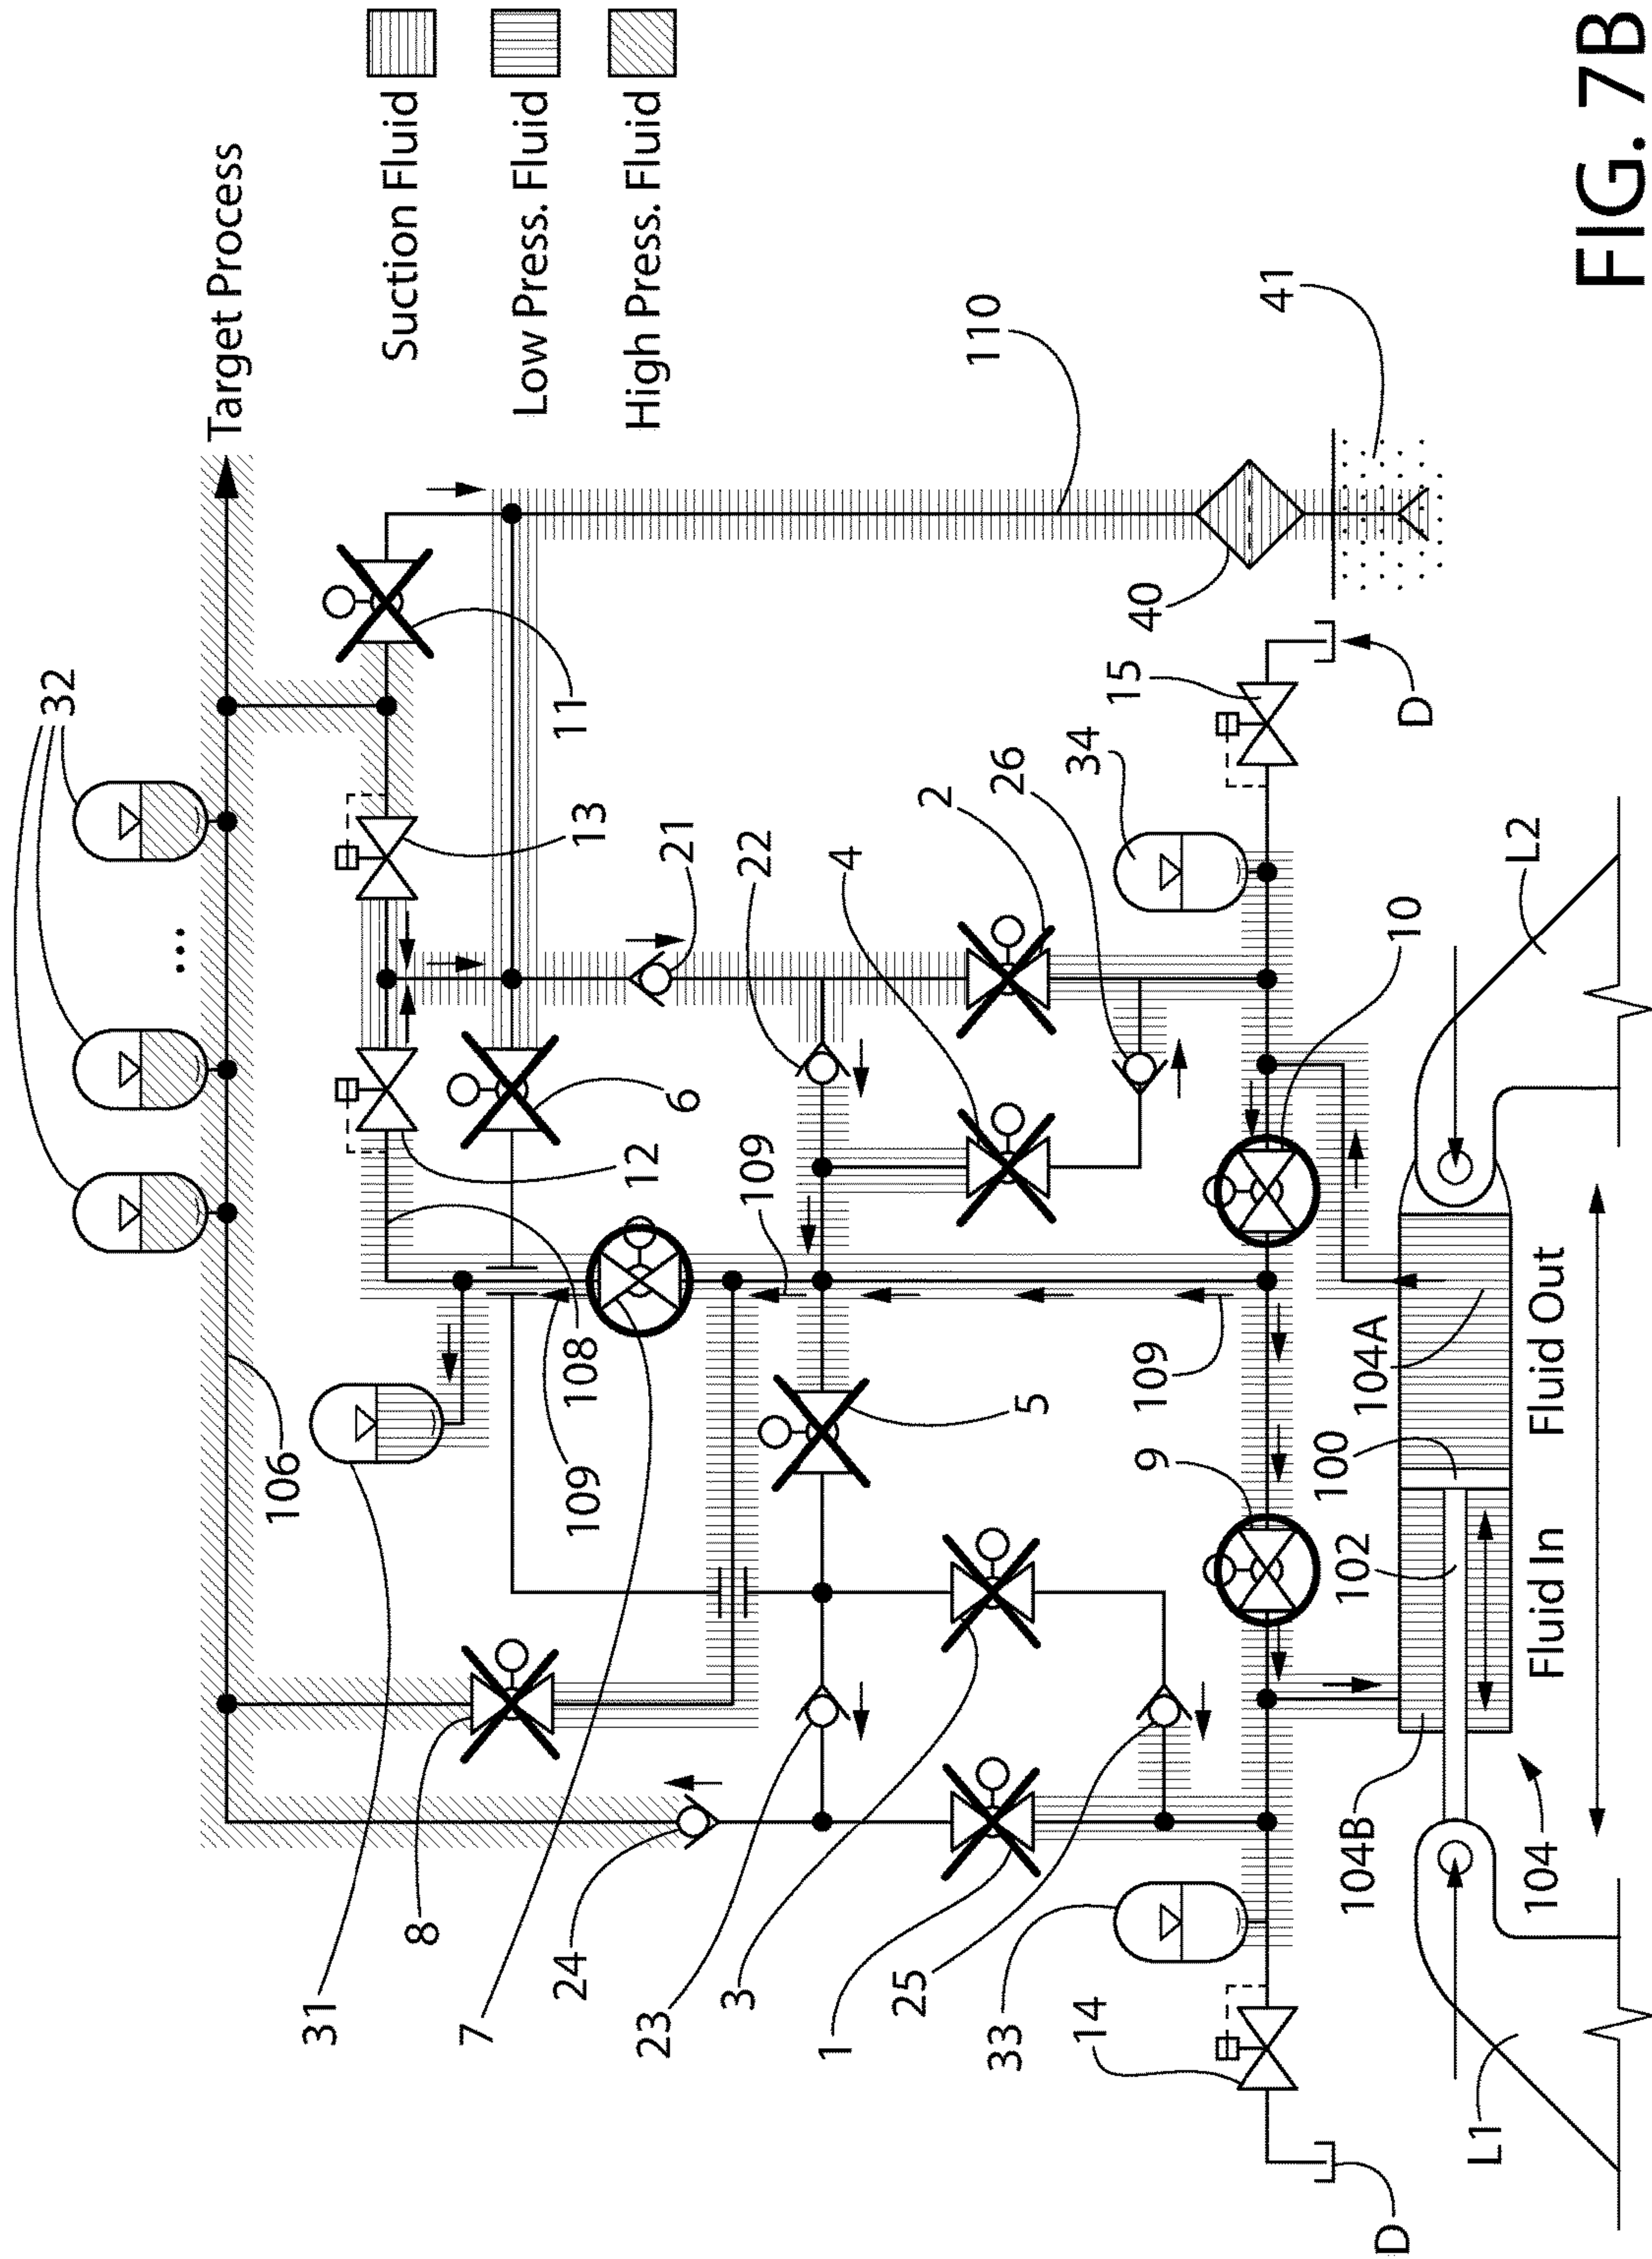 Target Process
Suction Fluid
Low Press. Fluid
High Press. Fluid
32
...
106
31
8
24
7
109
108
12
6
13
11
21
22
110
23
3
5
109
4
26
2
1
25
33
14
9
109
10
34
15
40
41
D
D
102
100
104A
104B
104
Fluid In
Fluid Out
L1
L2
FIG. 7B